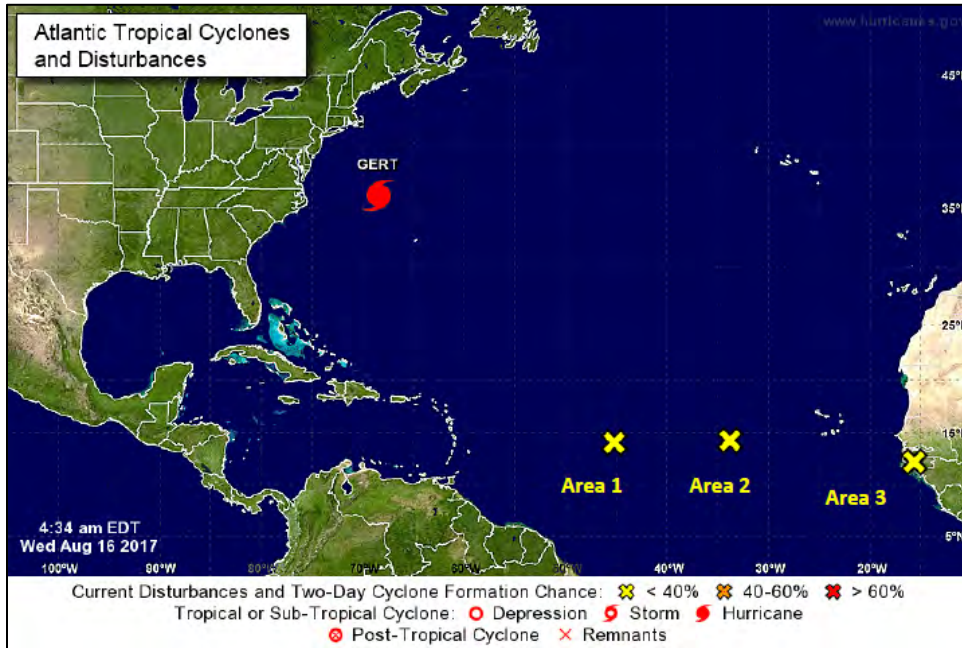 Atlantic Tropical Cyclones
and Disturbances
www.hurricanes.gov
45°
GERT
35°
25°
15°
Area 1
Area 2
Area 3
5°N
4:34 am EDT
Wed Aug 16 2017
100°W 90°W 80°W 70°W 60°W 50°W 40°W 30°W 20°W
Current Disturbances and Two-Day Cyclone Formation Chance: < 40% 40-60% > 60%
Tropical or Sub-Tropical Cyclone: Depression Storm Hurricane
Post-Tropical Cyclone Remnants